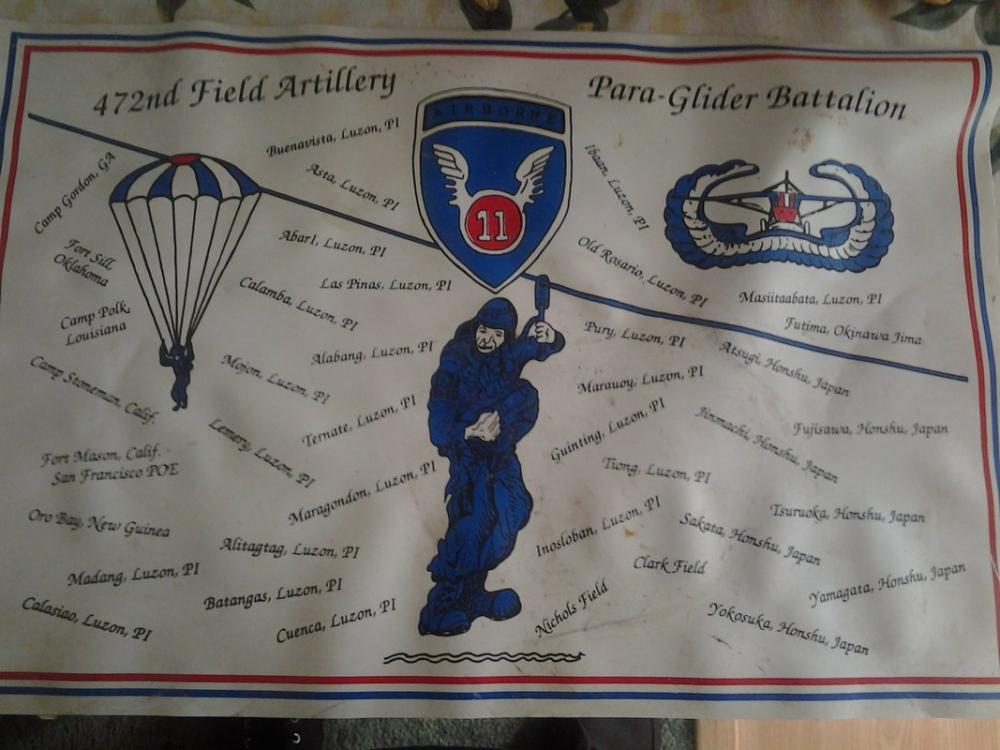 472nd Field Artillery
Para-Glider Battalion
AIRBORNE
11
Camp Gordon, GA
Fort Sill,
Oklahoma
Camp Polk,
Louisiana
Camp Stoneman, Calif.
Fort Mason, Calif.
San Francisco POE
Oro Bay, New Guinea
Madang, Luzon, PI
Calasiao, Luzon, PI
Buenavista, Luzon, PI
Asta, Luzon, PI
Abarl, Luzon, PI
Las Pinas, Luzon, PI
Calamba, Luzon, PI
Alabang, Luzon, PI
Mojon, Luzon, PI
Ternate, Luzon, PI
Lemery, Luzon, PI
Maragondon, Luzon, PI
Alitagtag, Luzon, PI
Batangas, Luzon, PI
Cuenca, Luzon, PI
Ibaan, Luzon, PI
Old Rosario, Luzon, PI
Pury, Luzon, PI
Marauoy, Luzon, PI
Guinting, Luzon, PI
Tiong, Luzon, PI
Inosloban, Luzon, PI
Clark Field
Nichols Field
Masiitaabata, Luzon, PI
Futima, Okinawa Jima
Atsugi, Honshu, Japan
Jinmachi, Honshu, Japan
Fujisawa, Honshu, Japan
Tsuruoka, Honshu, Japan
Sakata, Honshu, Japan
Yamagata, Honshu, Japan
Yokosuka, Honshu, Japan